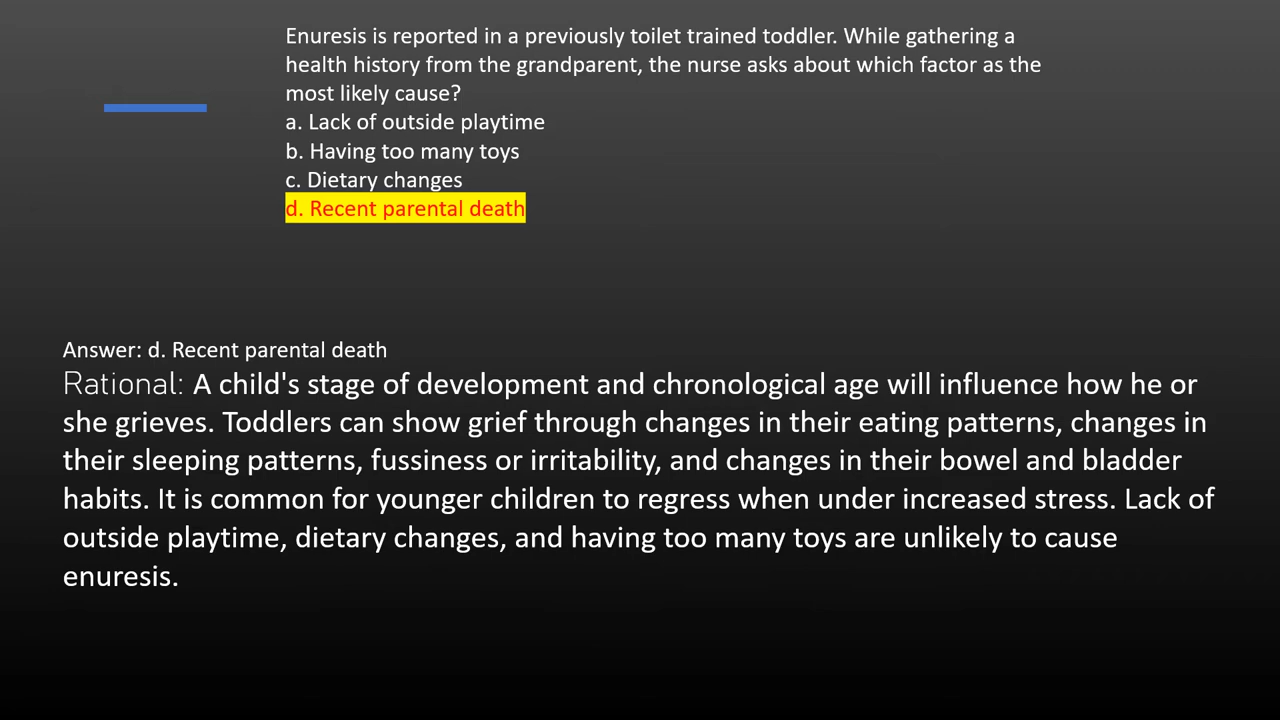 Enuresis is reported in a previously toilet trained toddler. While gathering a
health history from the grandparent, the nurse asks about which factor as the
most likely cause?
a. Lack of outside playtime
b. Having too many toys
c. Dietary changes
d. Recent parental death
Answer: d. Recent parental death
Rational: A child's stage of development and chronological age will influence how he or
she grieves. Toddlers can show grief through changes in their eating patterns, changes in
their sleeping patterns, fussiness or irritability, and changes in their bowel and bladder
habits. It is common for younger children to regress when under increased stress. Lack of
outside playtime, dietary changes, and having too many toys are unlikely to cause
enuresis.